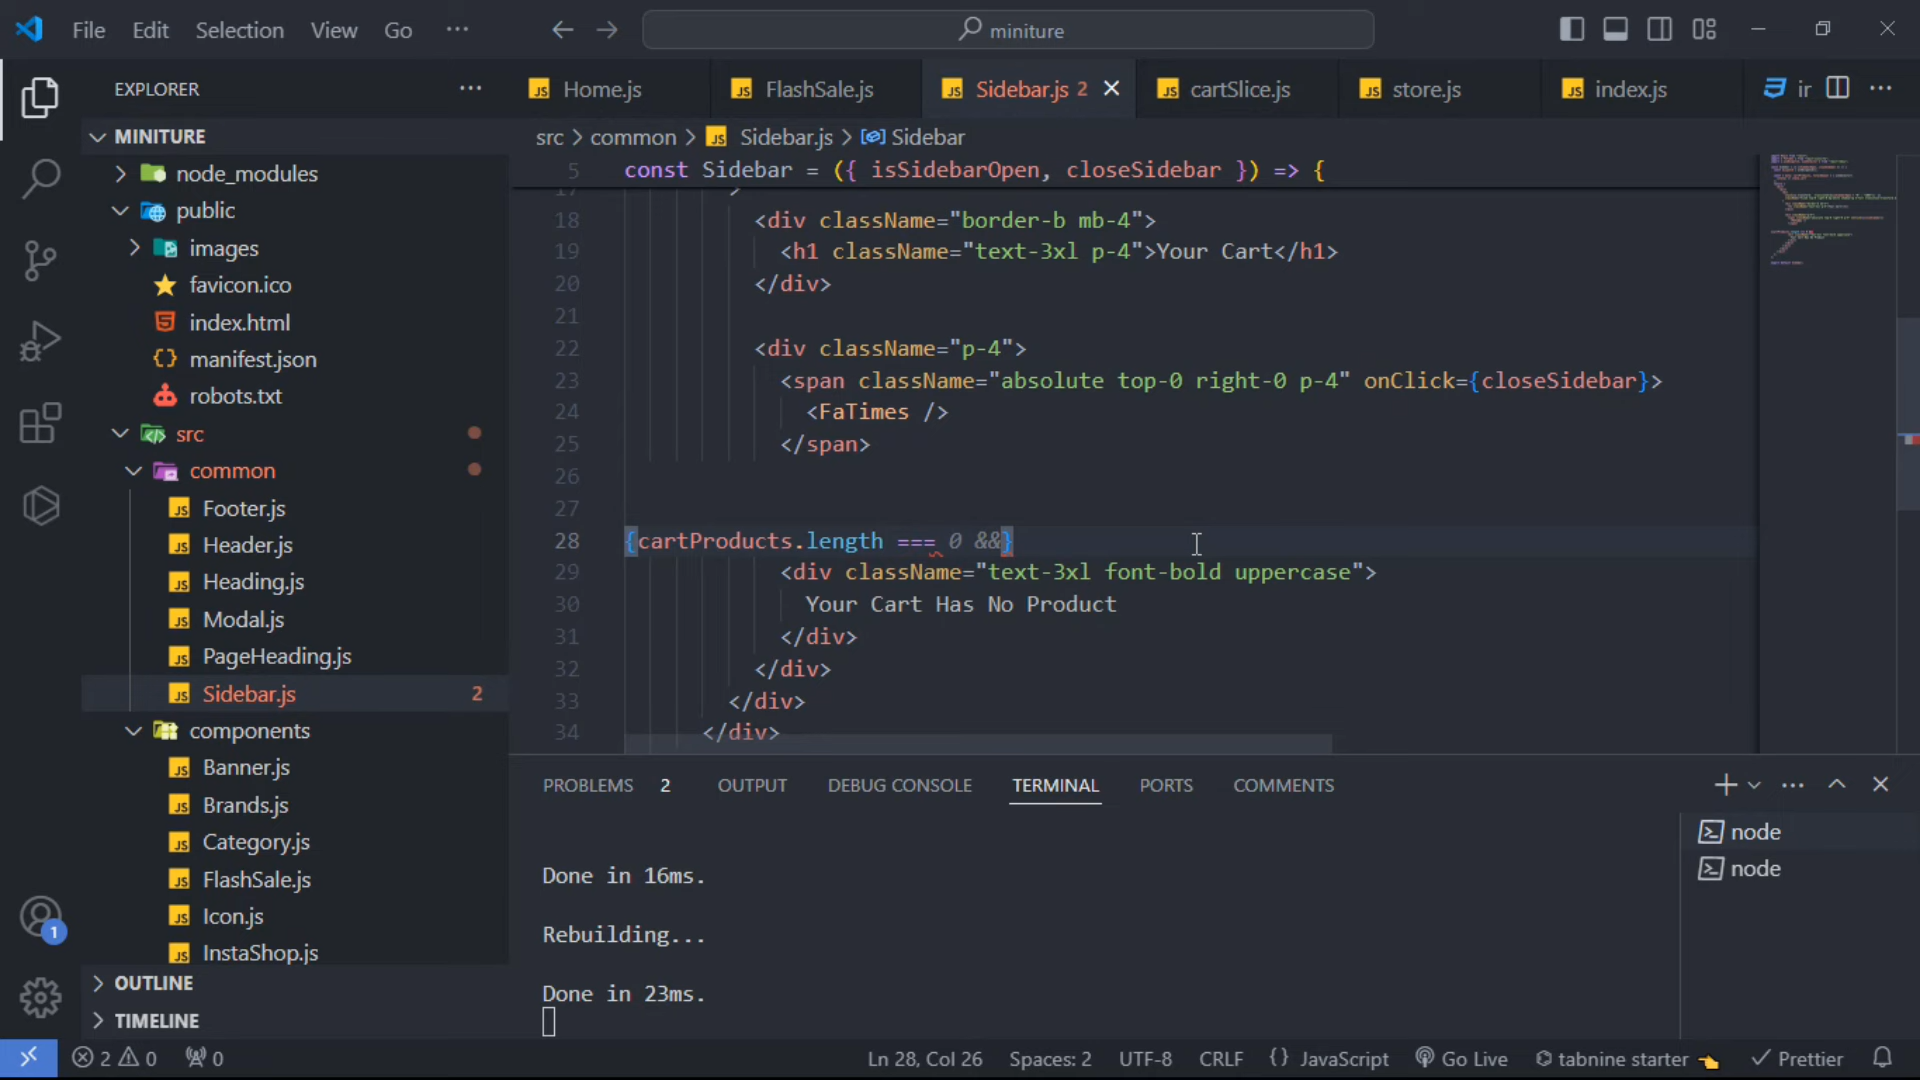 File Edit Selection View Go ···
miniture
EXPLORER
MINITURE
node_modules
public
images
favicon.ico
index.html
manifest.json
robots.txt
src
common
Footer.js
Header.js
Heading.js
Modal.js
PageHeading.js
Sidebar.js 2
components
Banner.js
Brands.js
Category.js
FlashSale.js
Icon.js
InstaShop.js
OUTLINE
TIMELINE
Home.js FlashSale.js Sidebar.js 2 cartSlice.js store.js index.js ir
src > common > Sidebar.js > Sidebar
5 const Sidebar = ({ isSidebarOpen, closeSidebar }) => {
17 >
18 <div className="border-b mb-4">
19 <h1 className="text-3xl p-4">Your Cart</h1>
20 </div>
21
22 <div className="p-4">
23 <span className="absolute top-0 right-0 p-4" onClick={closeSidebar}>
24 <FaTimes />
25 </span>
26
27
28 {cartProducts.length === 0 &&}
29 <div className="text-3xl font-bold uppercase">
30 Your Cart Has No Product
31 </div>
32 </div>
33 </div>
34 </div>
PROBLEMS 2 OUTPUT DEBUG CONSOLE TERMINAL PORTS COMMENTS
Done in 16ms.
Rebuilding...
Done in 23ms.
node
node
1
2 0 0 Ln 28, Col 26 Spaces: 2 UTF-8 CRLF {} JavaScript Go Live tabnine starter Prettier